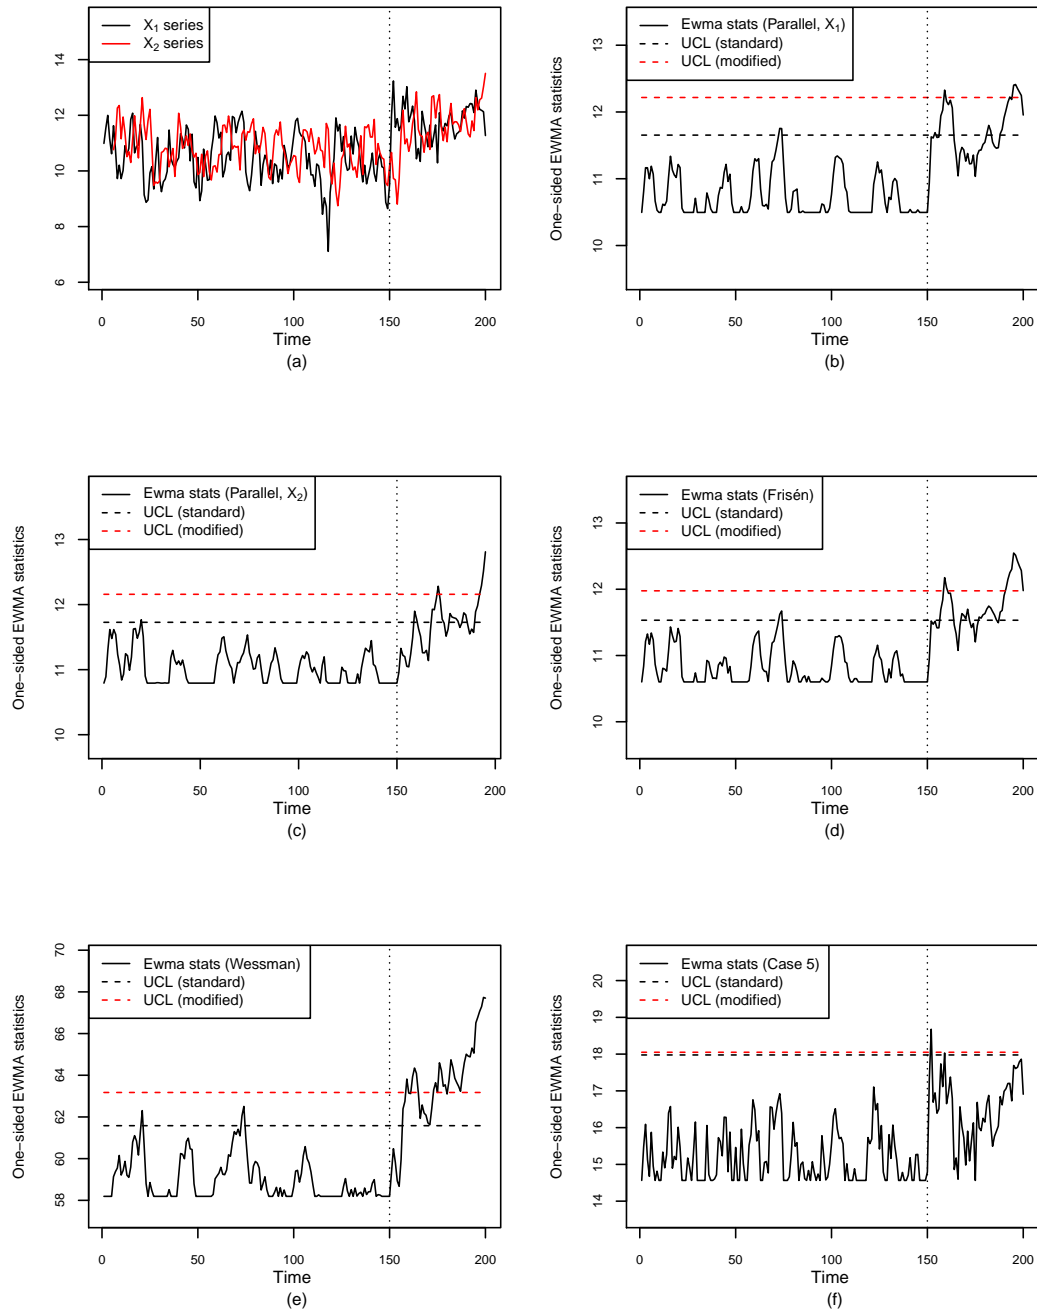 X1 series
X2 series
6 8 10 12 14
0 50 100 150 200
Time
(a)
Ewma stats (Parallel, X1)
UCL (standard)
UCL (modified)
One−sided EWMA statistics
10 11 12 13
0 50 100 150 200
Time
(b)
Ewma stats (Parallel, X2)
UCL (standard)
UCL (modified)
One−sided EWMA statistics
10 11 12 13
0 50 100 150 200
Time
(c)
Ewma stats (Frisén)
UCL (standard)
UCL (modified)
One−sided EWMA statistics
10 11 12 13
0 50 100 150 200
Time
(d)
Ewma stats (Wessman)
UCL (standard)
UCL (modified)
One−sided EWMA statistics
58 60 62 64 66 68 70
0 50 100 150 200
Time
(e)
Ewma stats (Case 5)
UCL (standard)
UCL (modified)
One−sided EWMA statistics
14 15 16 17 18 19 20
0 50 100 150 200
Time
(f)